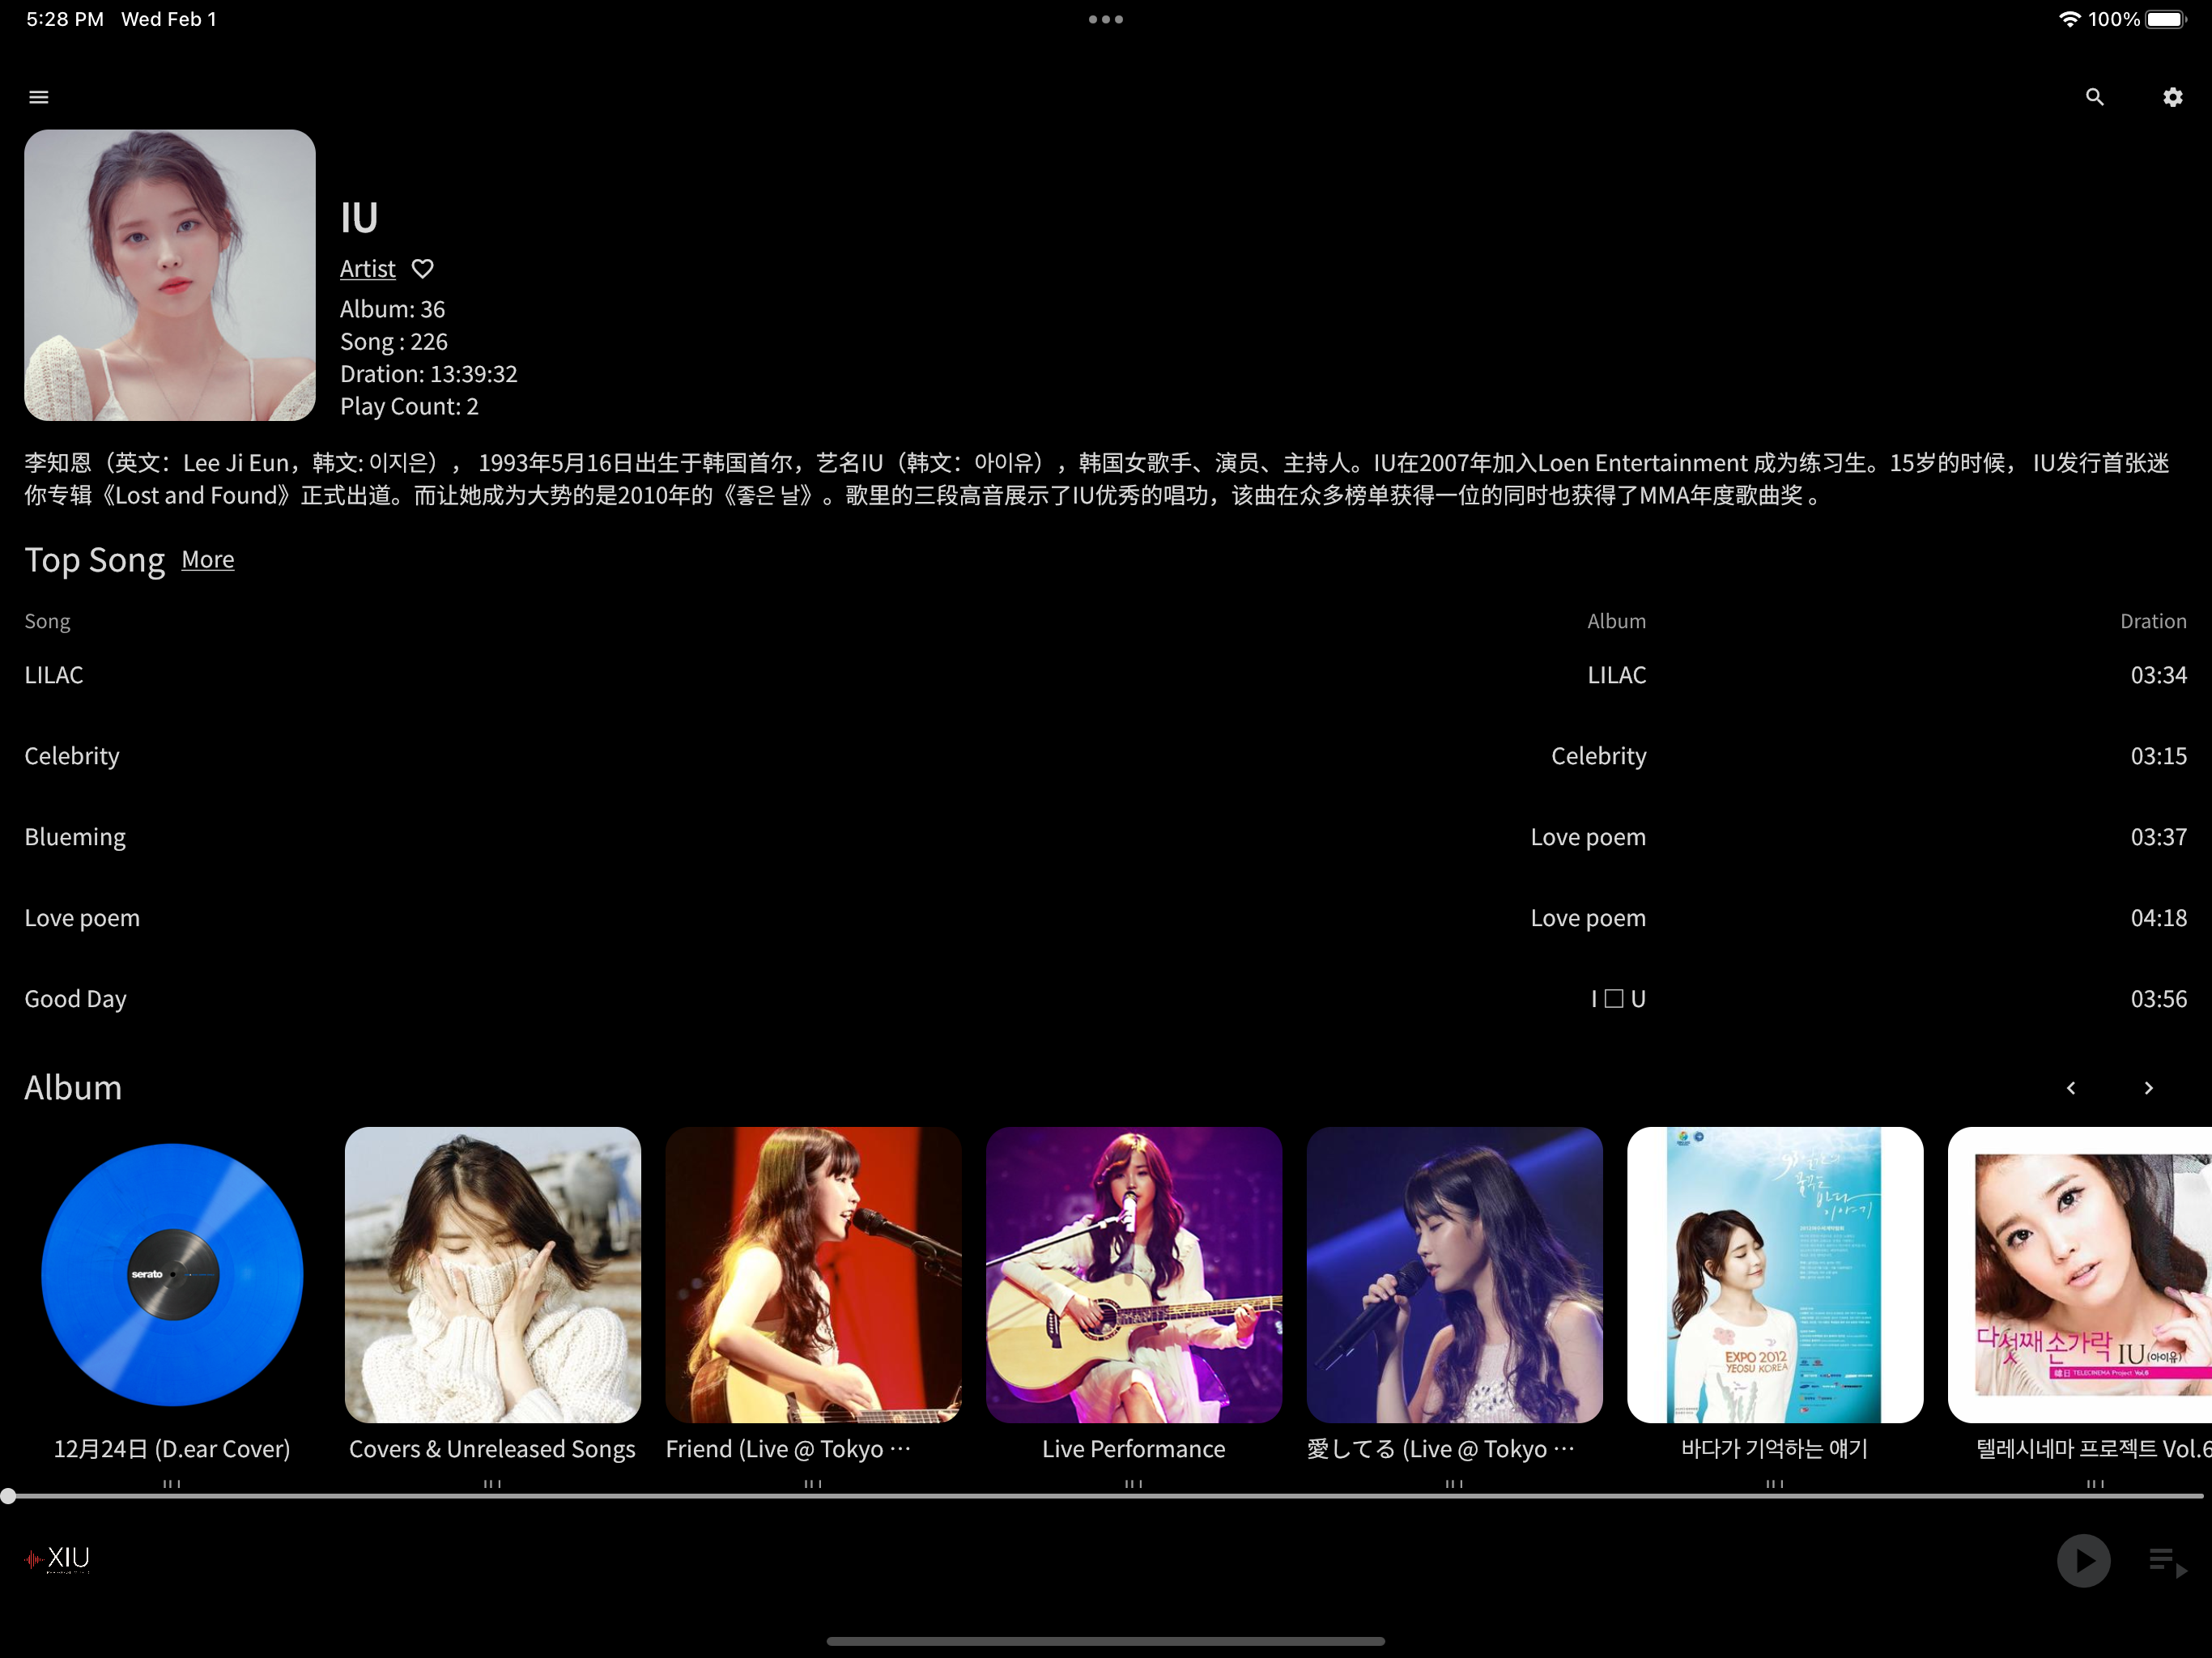 5:28 PM Wed Feb 1
100%
IU
Artist
Album: 36
Song : 226
Dration: 13:39:32
Play Count: 2
李知恩（英文：Lee Ji Eun，韩文: 이지은）， 1993年5月16日出生于韩国首尔，艺名IU（韩文：아이유），韩国女歌手、演员、主持人。IU在2007年加入Loen Entertainment 成为练习生。15岁的时候， IU发行首张迷
你专辑《Lost and Found》正式出道。而让她成为大势的是2010年的《좋은 날》。歌里的三段高音展示了IU优秀的唱功，该曲在众多榜单获得一位的同时也获得了MMA年度歌曲奖 。
Top Song More
Song Album Dration
LILAC LILAC 03:34
Celebrity Celebrity 03:15
Blueming Love poem 03:37
Love poem Love poem 04:18
Good Day I □ U 03:56
Album
serato
EXPO 2012
YEOSU KOREA
다섯째 손가락 IU (아이유)
韓日 TELECINEMA Project Vol.6
12月24日 (D.ear Cover)
Covers & Unreleased Songs
Friend (Live @ Tokyo ···
Live Performance
愛してる (Live @ Tokyo ···
바다가 기억하는 얘기
텔레시네마 프로젝트 Vol.6
XIU